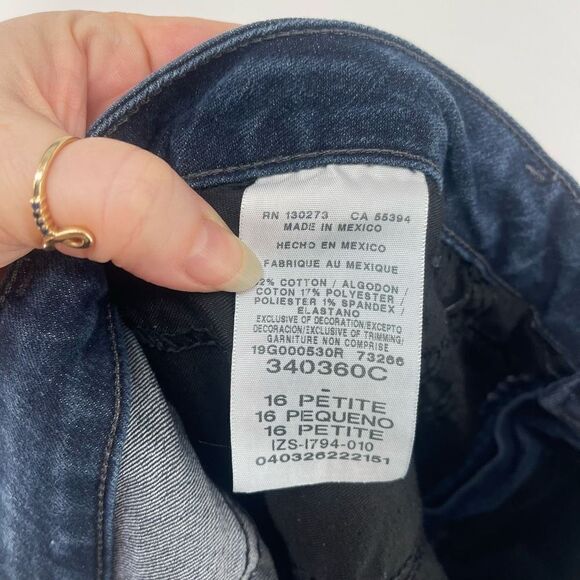 RN 130273 CA 55394
MADE IN MEXICO
HECHO EN MEXICO
FABRIQUE AU MEXIQUE
2% COTTON / ALGODON /
COTON 17% POLYESTER /
POLIESTER 1% SPANDEX /
ELASTANO
EXCLUSIVE OF DECORATION/EXCEPTO
DECORACION/EXCLUSIVE OF TRIMMING/
GARNITURE NON COMPRISE
19G000530R 73266
340360C
-
16 PETITE
16 PEQUENO
16 PETITE
IZS-I794-010
040326222151